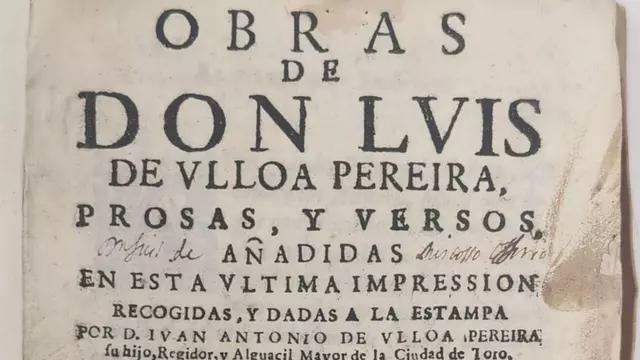 OBRAS
DE
DON LVIS
DE VLLOA PEREIRA,
PROSAS, Y VERSOS,
de AÑADIDAS
EN ESTA VLTIMA IMPRESSION
RECOGIDAS, Y DADAS A LA ESTAMPA
POR D. IVAN ANTONIO DE VLLOA PEREIRA
su hijo, Regidor, y Alguacil Mayor de la Ciudad de Toro.